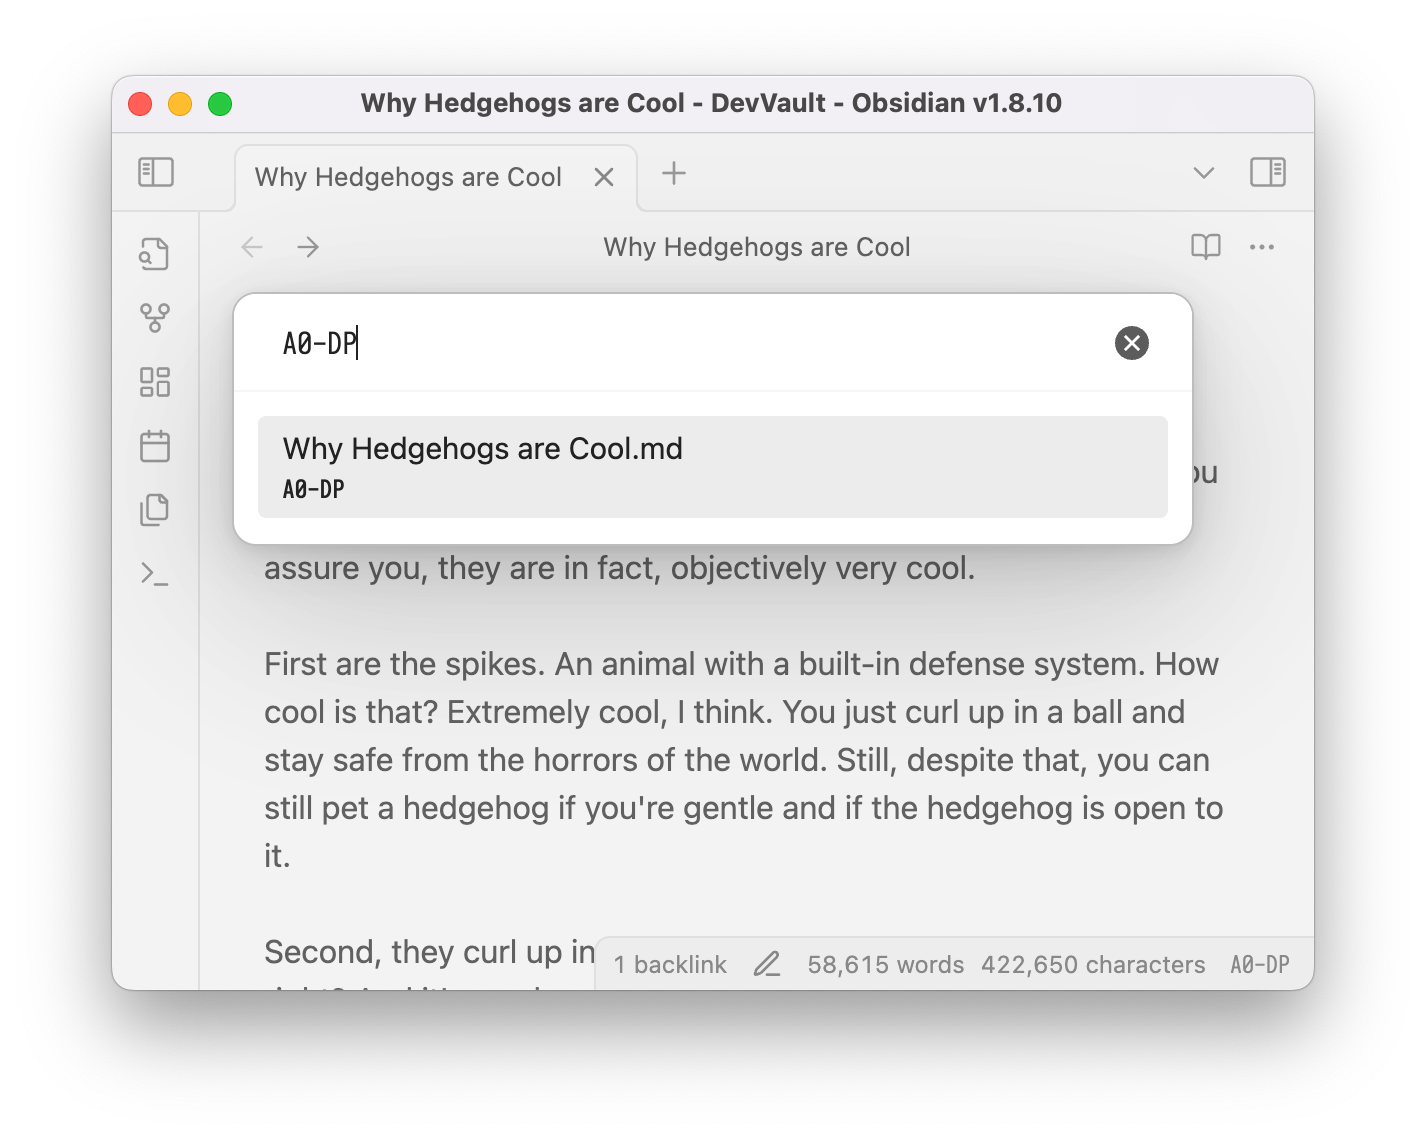 Why Hedgehogs are Cool - DevVault - Obsidian v1.8.10
Why Hedgehogs are Cool
Why Hedgehogs are Cool
A0-DP
Why Hedgehogs are Cool.md
A0-DP
assure you, they are in fact, objectively very cool.
First are the spikes. An animal with a built-in defense system. How
cool is that? Extremely cool, I think. You just curl up in a ball and
stay safe from the horrors of the world. Still, despite that, you can
still pet a hedgehog if you're gentle and if the hedgehog is open to
it.
Second, they curl up in
1 backlink 58,615 words 422,650 characters A0-DP